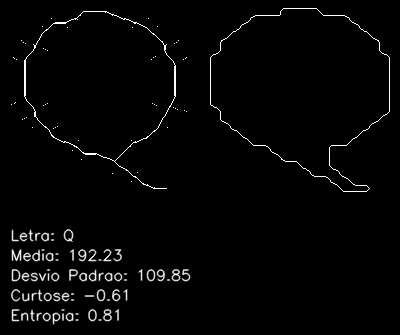 Letra: Q
Media: 192.23
Desvio Padrao: 109.85
Curtose: −0.61
Entropia: 0.81